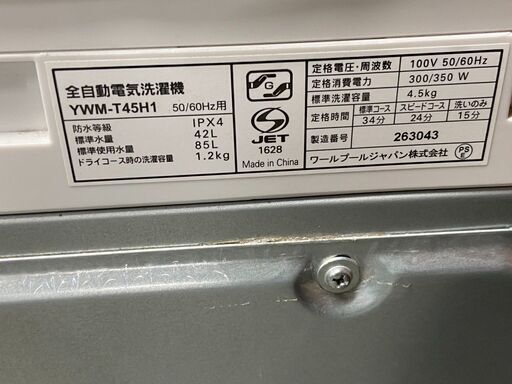 全自動電気洗濯機
YWM-T45H1 50/60Hz用
防水等級 IPX4
標準水量 42L
標準使用水量 85L
ドライコース時の洗濯容量 1.2kg
G
S
JET
1628
Made in China
定格電圧・周波数 100V 50/60Hz
定格消費電力 300/350 W
標準洗濯容量 4.5kg
定格時間 標準コース スピードコース 洗いのみ
34分 24分 15分
製造番号 263043
ワールプールジャパン株式会社
PS
E